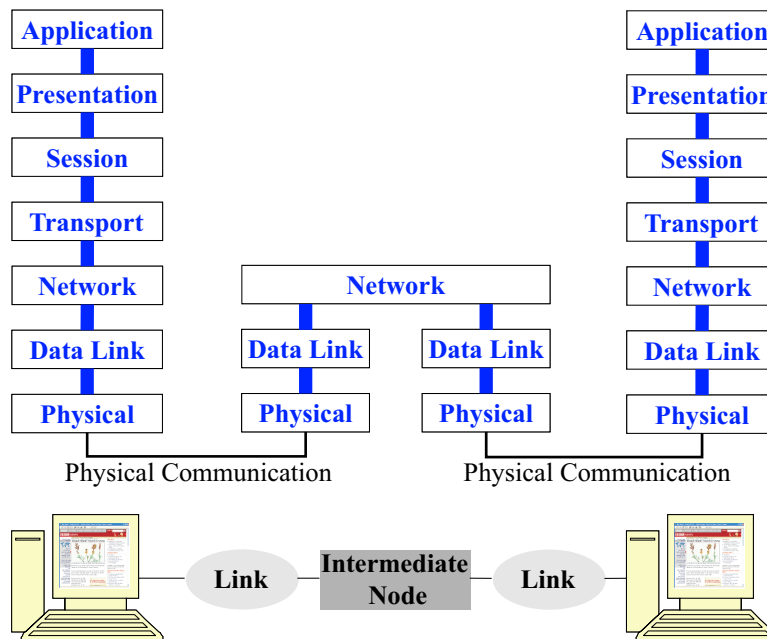 Application
Presentation
Session
Transport
Network
Data Link
Physical
Network
Data Link
Data Link
Physical
Physical
Application
Presentation
Session
Transport
Network
Data Link
Physical
Physical Communication
Physical Communication
Link
Intermediate
Node
Link